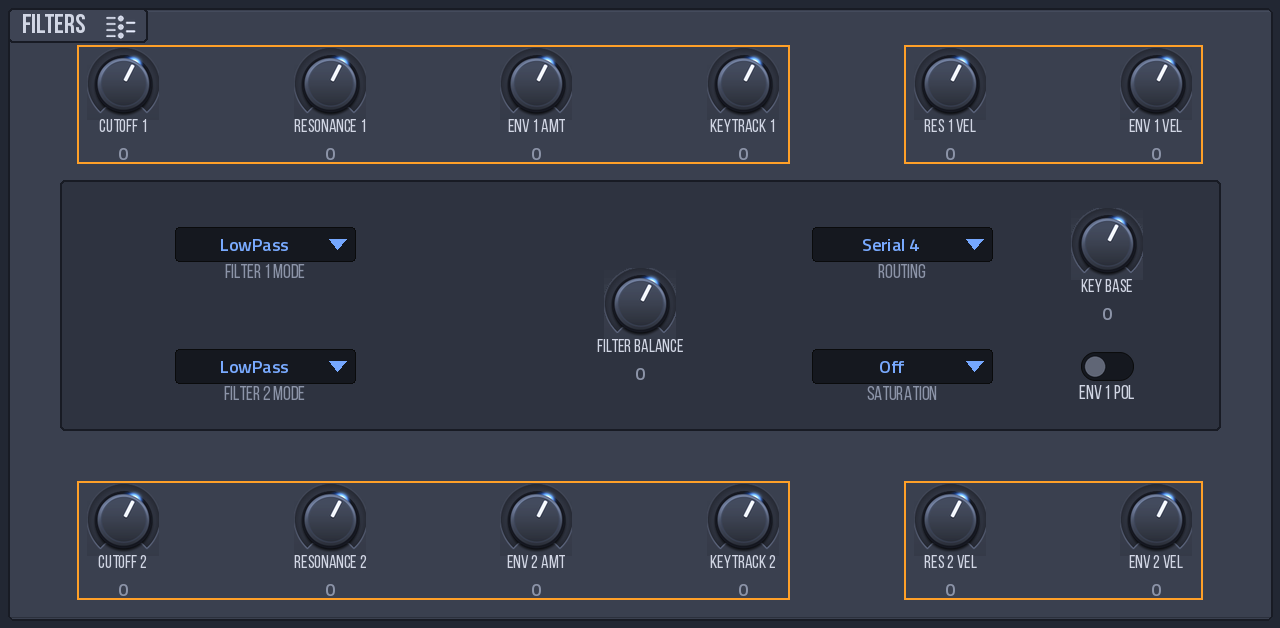 FILTERS
CUTOFF 1 RESONANCE 1 ENV 1 AMT KEYTRACK 1 RES 1 VEL ENV 1 VEL
0 0 0 0 0 0
LowPass Serial 4
FILTER 1 MODE ROUTING
KEY BASE
0
FILTER BALANCE
0
LowPass Off
FILTER 2 MODE SATURATION ENV 1 POL
CUTOFF 2 RESONANCE 2 ENV 2 AMT KEYTRACK 2 RES 2 VEL ENV 2 VEL
0 0 0 0 0 0